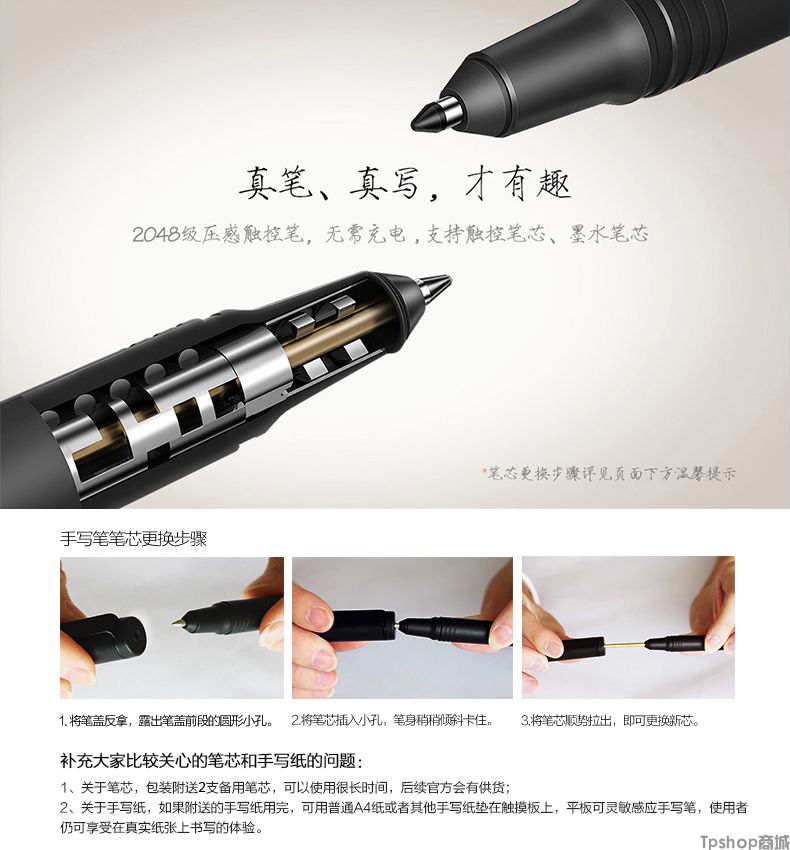 真笔、真写，才有趣
2048级压感触控笔，无需充电，支持触控笔芯、墨水笔芯
*笔芯更换步骤详见页面下方温馨提示
手写笔笔芯更换步骤
1. 将笔盖反拿，露出笔盖前段的圆形小孔。
2.将笔芯插入小孔，笔身稍稍倾斜卡住。
3.将笔芯顺势拉出，即可更换新芯。
补充大家比较关心的笔芯和手写纸的问题：
1、关于笔芯，包装附送2支备用笔芯，可以使用很长时间，后续官方会有供货；
2、关于手写纸，如果附送的手写纸用完，可用普通A4纸或者其他手写纸垫在触摸板上，平板可灵敏感应手写笔，使用者
仍可享受在真实纸张上书写的体验。
Tpshop商城